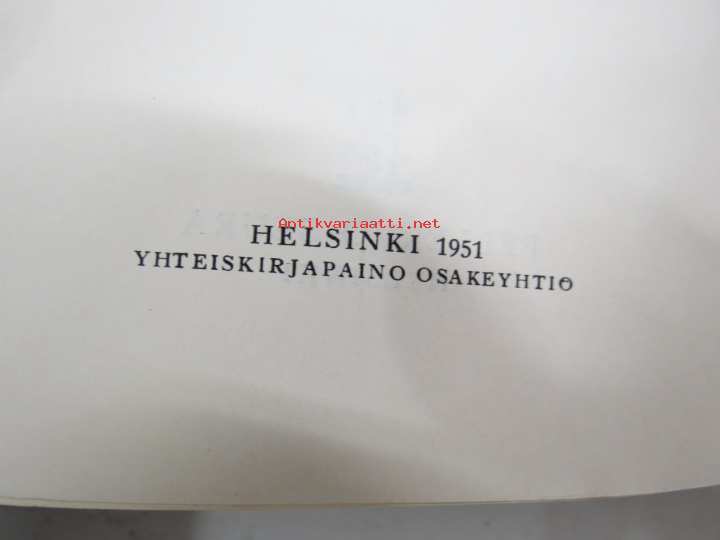 Antikvariaatti.net
HELSINKI 1951
YHTEISKIRJAPAINO OSAKEYHTIÖ